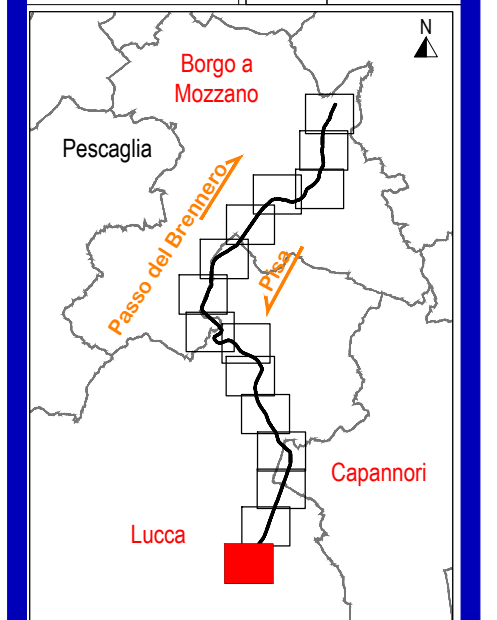 N
Borgo a
Mozzano
Pescaglia
Passo del Brennero
Pisa
Capannori
Lucca